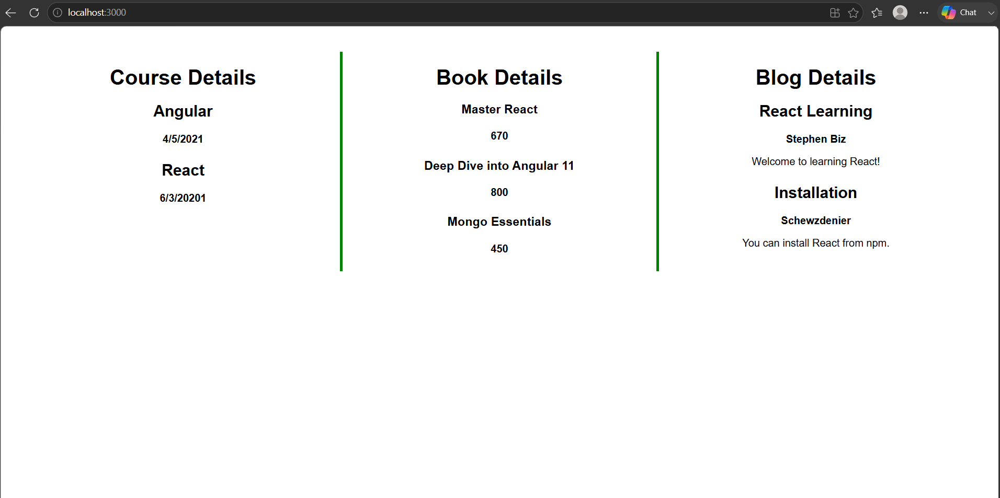 localhost:3000
Chat
Course Details
Angular
4/5/2021
React
6/3/20201
Book Details
Master React
670
Deep Dive into Angular 11
800
Mongo Essentials
450
Blog Details
React Learning
Stephen Biz
Welcome to learning React!
Installation
Schewzdenier
You can install React from npm.